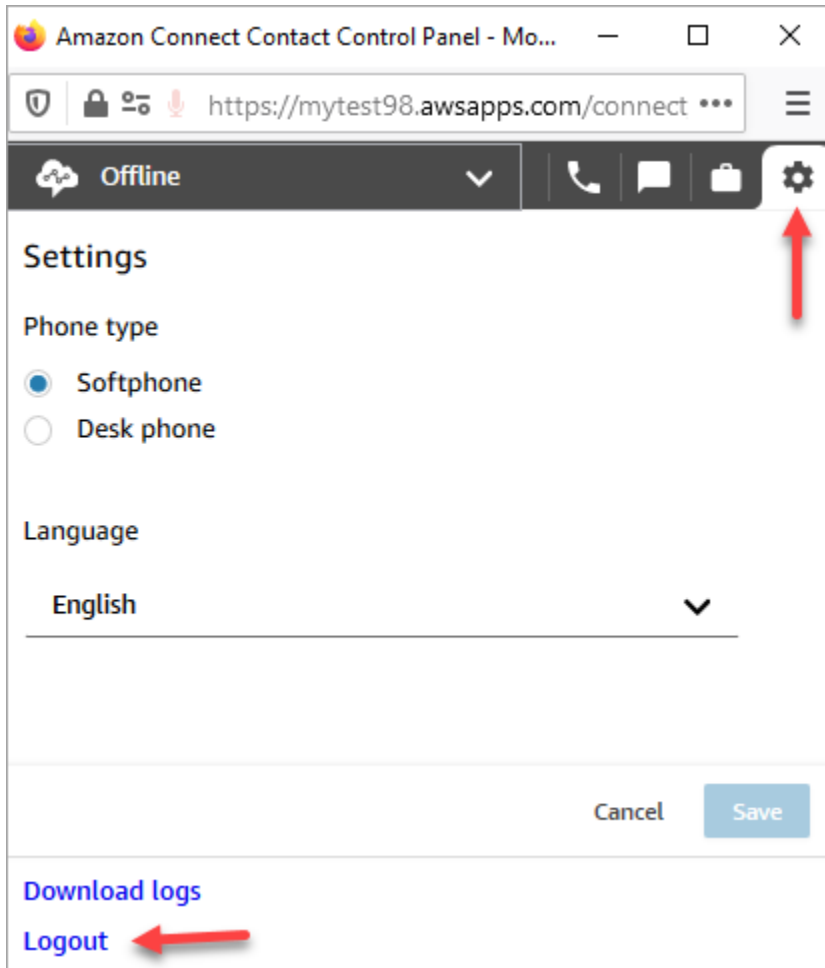 Amazon Connect Contact Control Panel - Mo...
https://mytest98.awsapps.com/connect
Offline
Settings
Phone type
Softphone
Desk phone
Language
English
Cancel Save
Download logs
Logout